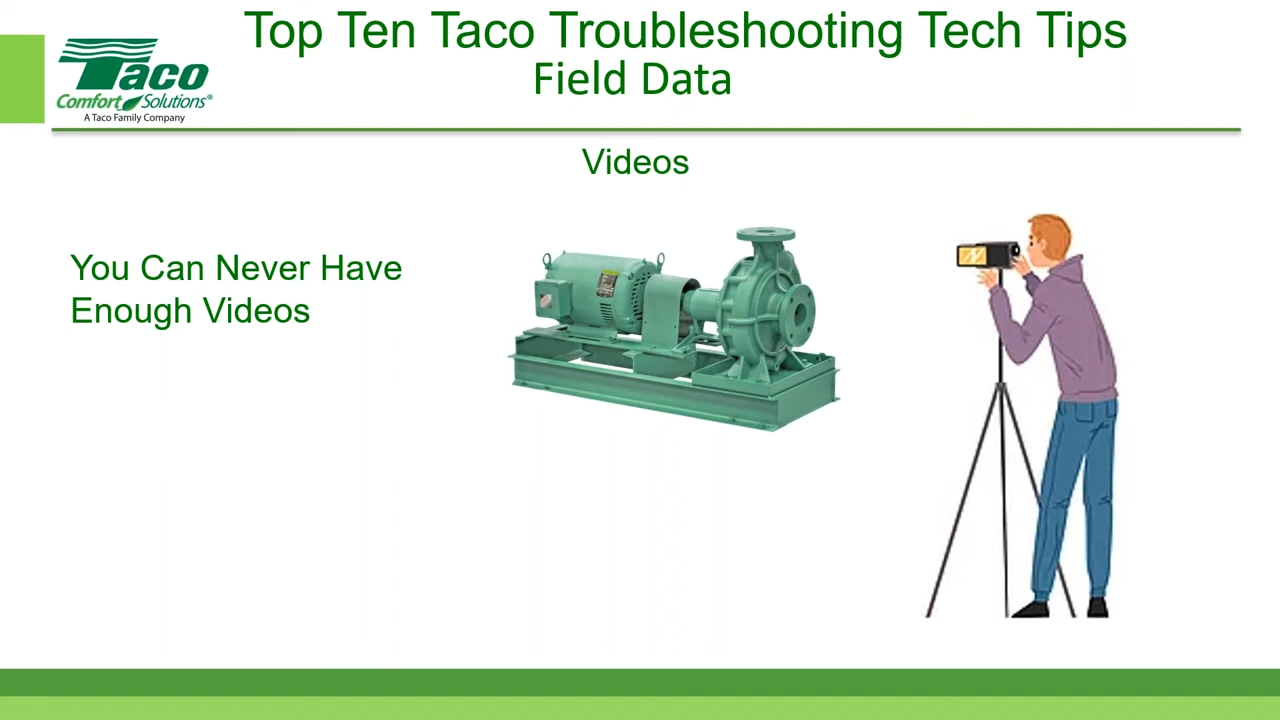 Top Ten Taco Troubleshooting Tech Tips
Field Data
Taco
Comfort Solutions®
A Taco Family Company
Videos
You Can Never Have
Enough Videos